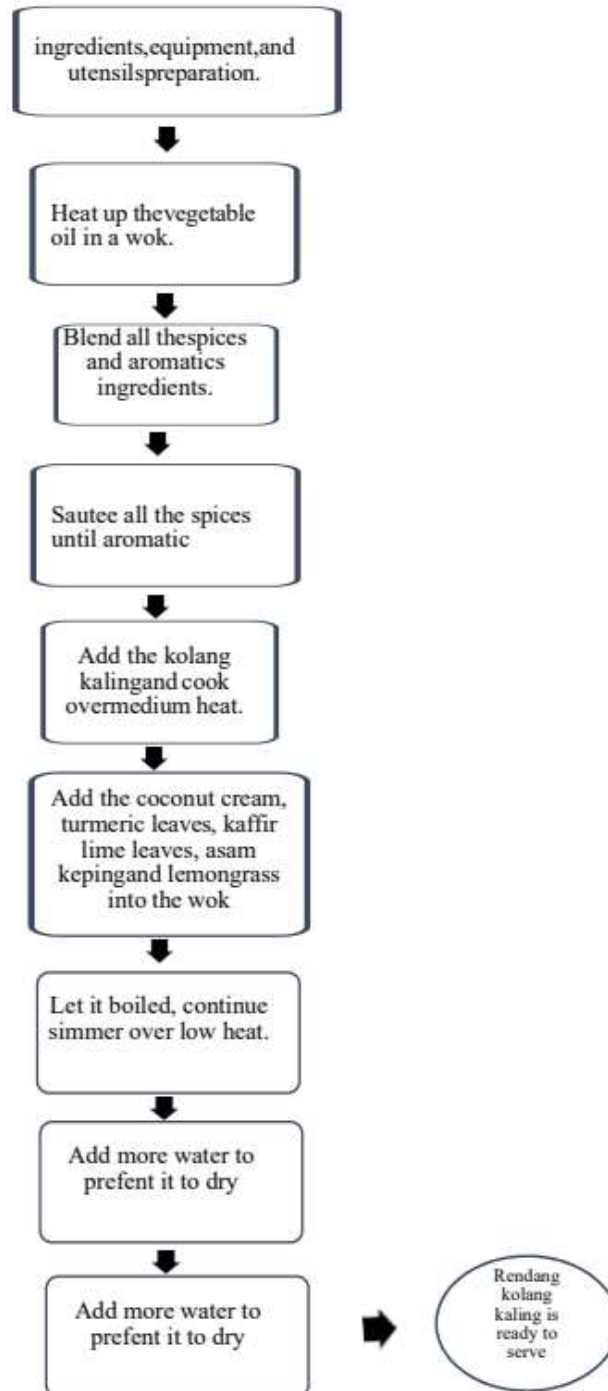 ingredients,equipment,and
utensilspreparation.
Heat up thevegetable
oil in a wok.
Blend all thespices
and aromatics
ingredients.
Sautee all the spices
until aromatic
Add the kolang
kalingand cook
overmedium heat.
Add the coconut cream,
turmeric leaves, kaffir
lime leaves, asam
kepingand lemongrass
into the wok
Let it boiled, continue
simmer over low heat.
Add more water to
prefent it to dry
Add more water to
prefent it to dry
Rendang
kolang
kaling is
ready to
serve